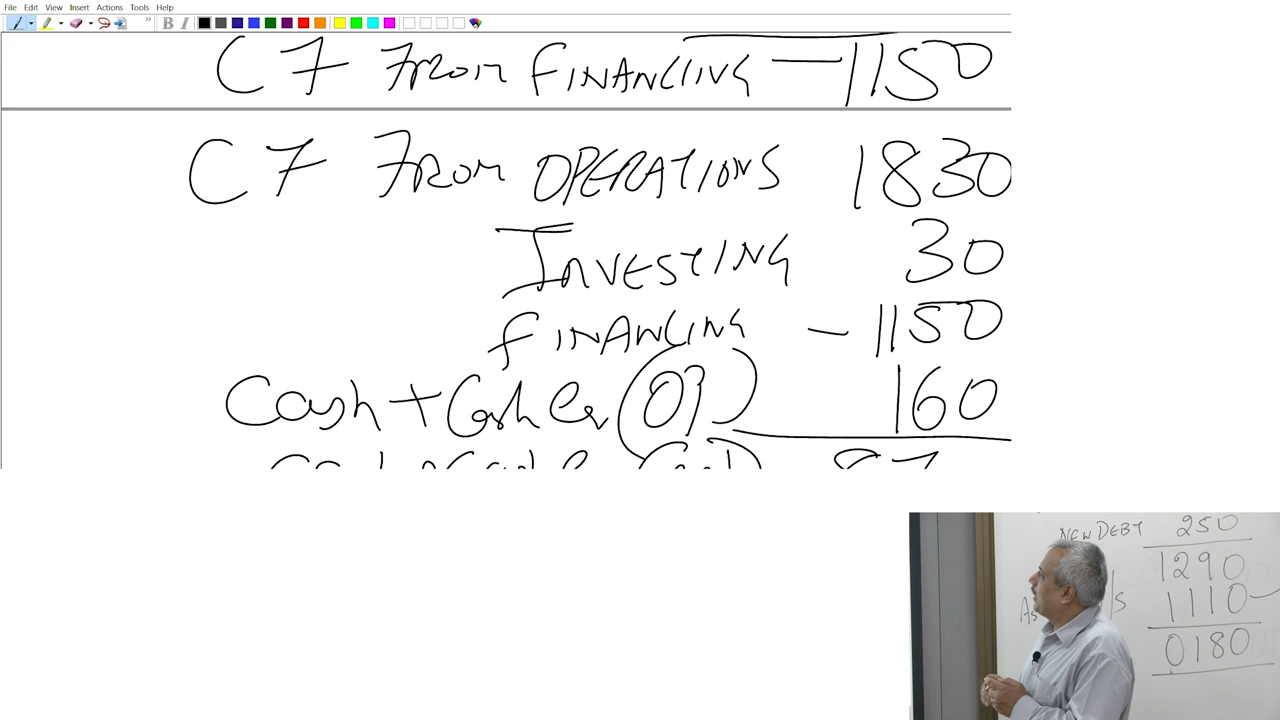 File Edit View Insert Actions Tools Help
B I
CF From FINANCING -1150
CF From OPERATIONS 1830
INVESTING 30
FINANCING -1150
Cash + Cash Eq (OP) 160
NEW DEBT 250
1290
1110
0180